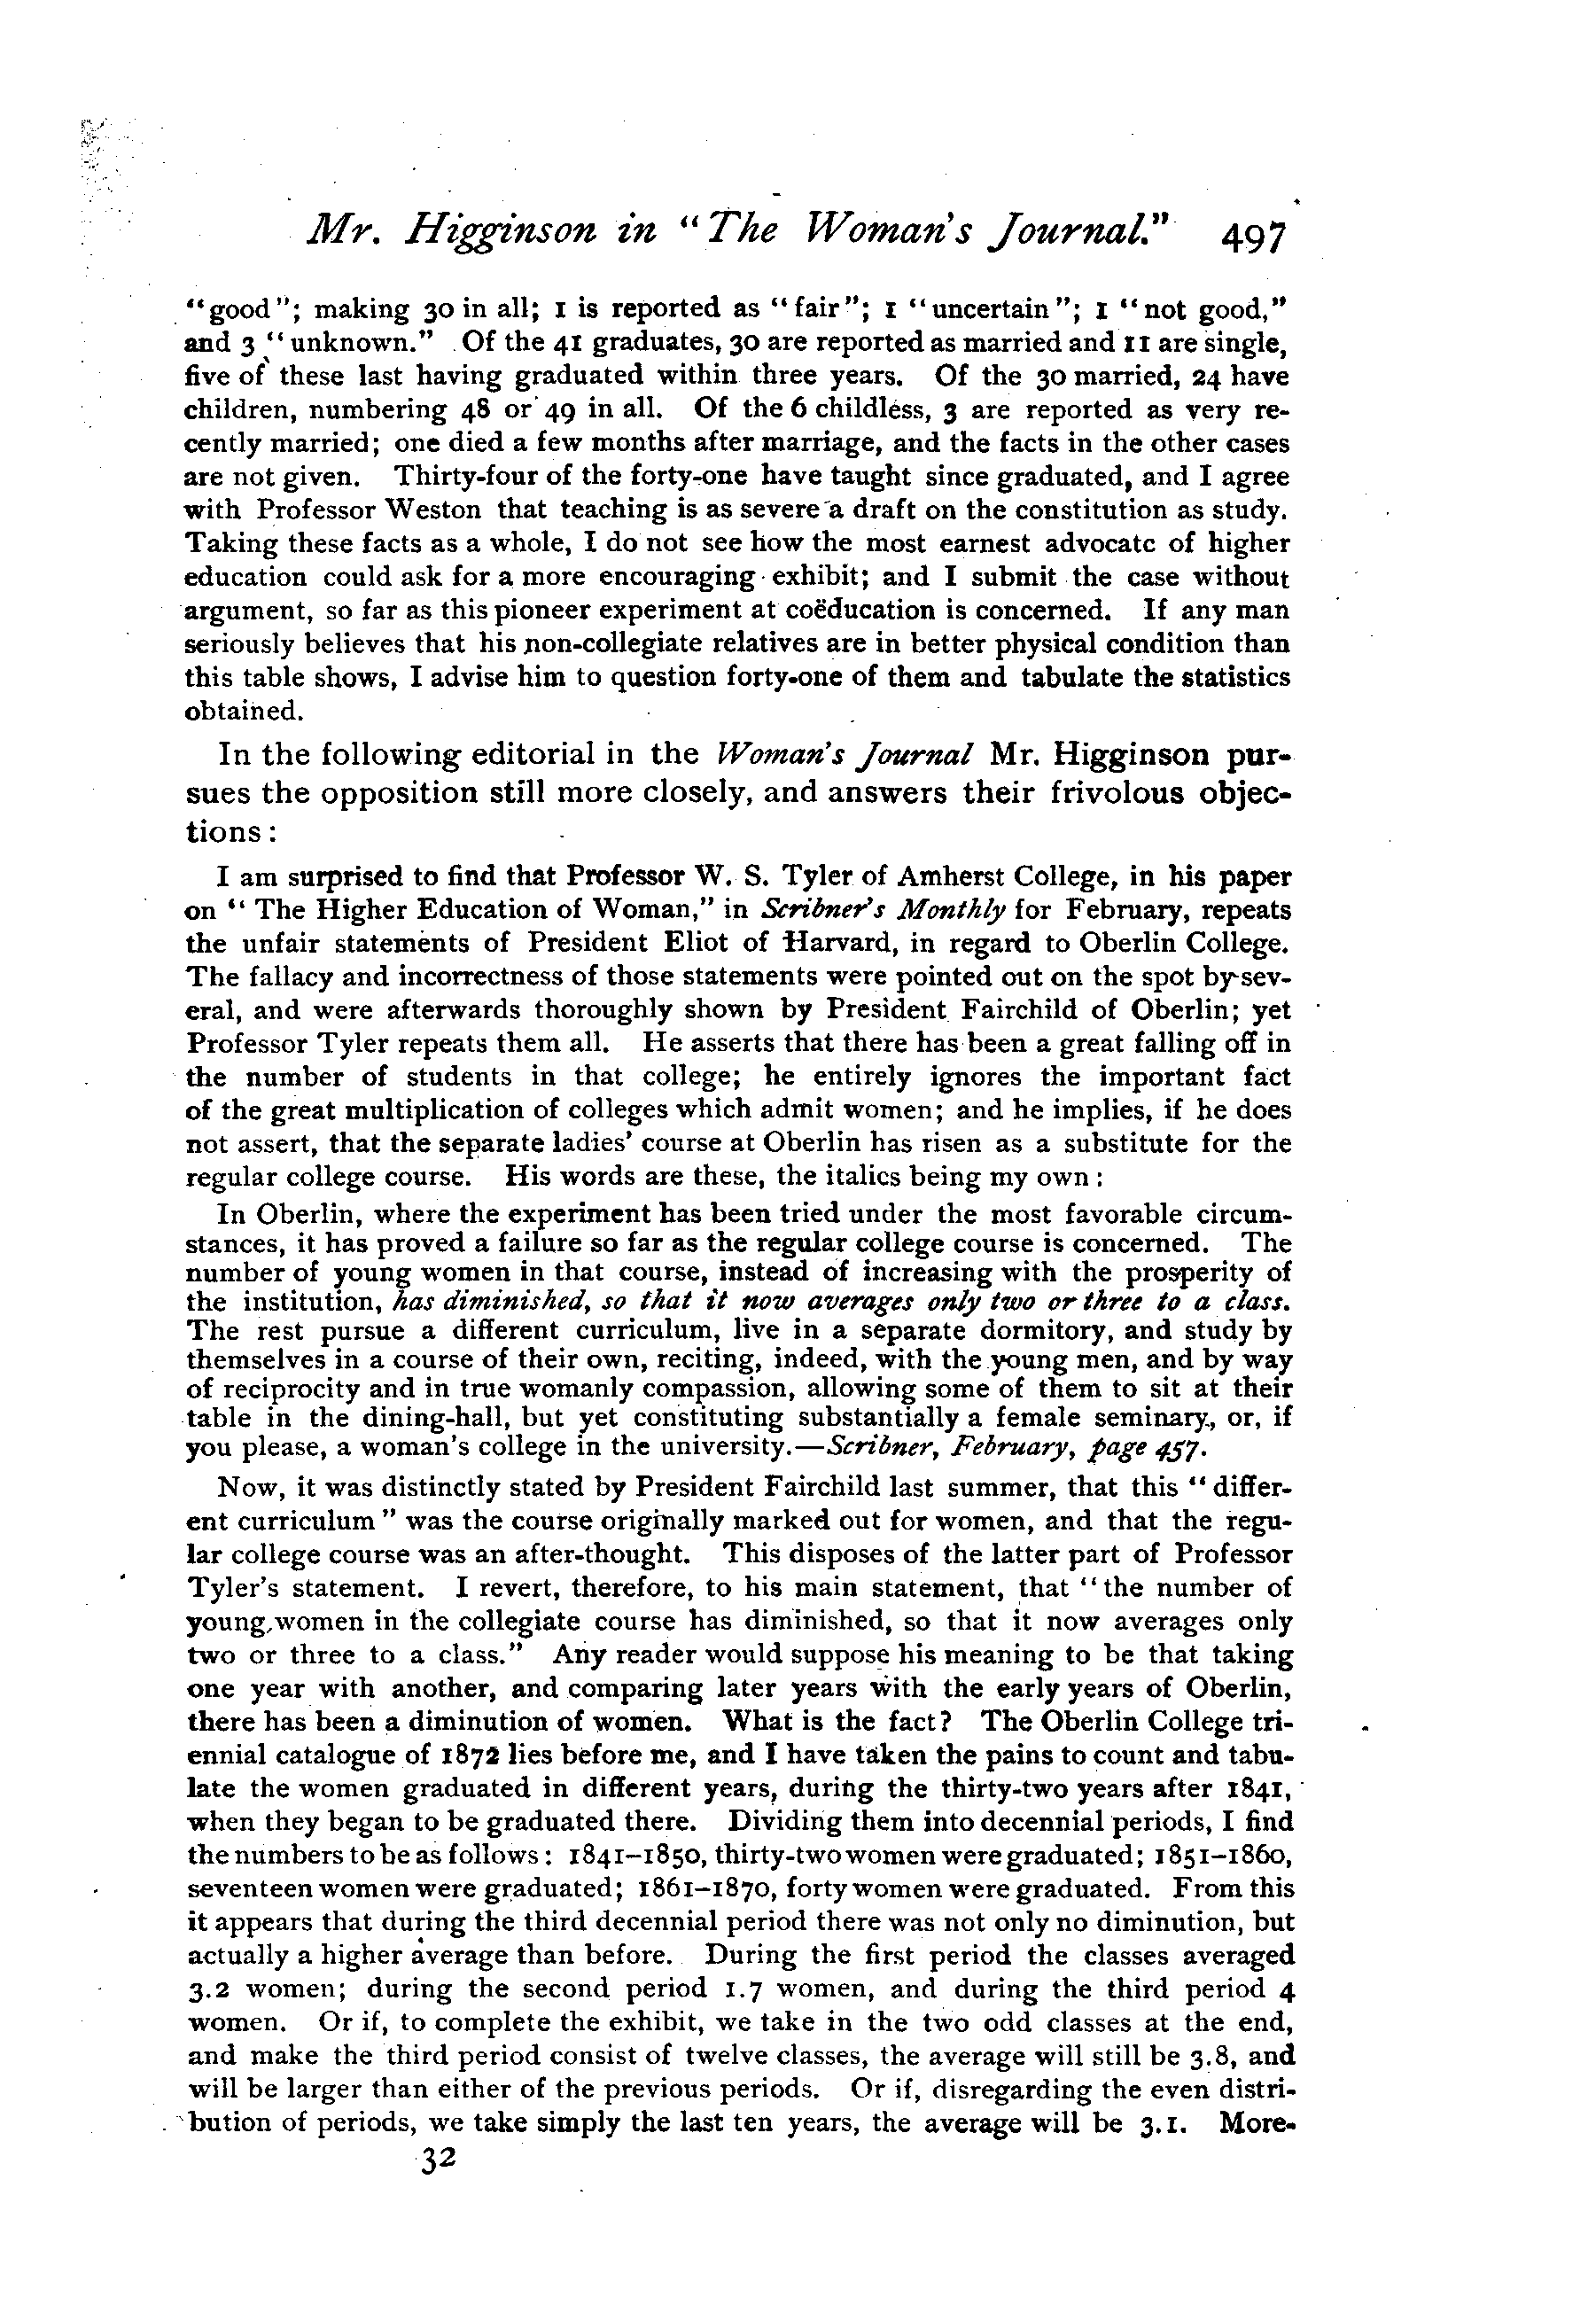 Mr. Higginson in "The Woman's Journal." 497
"good"; making 30 in all; 1 is reported as "fair"; 1 "uncertain"; 1 "not good,"
and 3 "unknown." Of the 41 graduates, 30 are reported as married and 11 are single,
five of these last having graduated within three years. Of the 30 married, 24 have
children, numbering 48 or 49 in all. Of the 6 childless, 3 are reported as very re-
cently married; one died a few months after marriage, and the facts in the other cases
are not given. Thirty-four of the forty-one have taught since graduated, and I agree
with Professor Weston that teaching is as severe a draft on the constitution as study.
Taking these facts as a whole, I do not see how the most earnest advocate of higher
education could ask for a more encouraging exhibit; and I submit the case without
argument, so far as this pioneer experiment at coëducation is concerned. If any man
seriously believes that his non-collegiate relatives are in better physical condition than
this table shows, I advise him to question forty-one of them and tabulate the statistics
obtained.
In the following editorial in the Woman's Journal Mr. Higginson pur-
sues the opposition still more closely, and answers their frivolous objec-
tions:
I am surprised to find that Professor W. S. Tyler of Amherst College, in his paper
on "The Higher Education of Woman," in Scribner's Monthly for February, repeats
the unfair statements of President Eliot of Harvard, in regard to Oberlin College.
The fallacy and incorrectness of those statements were pointed out on the spot by sev-
eral, and were afterwards thoroughly shown by President Fairchild of Oberlin; yet
Professor Tyler repeats them all. He asserts that there has been a great falling off in
the number of students in that college; he entirely ignores the important fact
of the great multiplication of colleges which admit women; and he implies, if he does
not assert, that the separate ladies' course at Oberlin has risen as a substitute for the
regular college course. His words are these, the italics being my own:
In Oberlin, where the experiment has been tried under the most favorable circum-
stances, it has proved a failure so far as the regular college course is concerned. The
number of young women in that course, instead of increasing with the prosperity of
the institution, has diminished, so that it now averages only two or three to a class.
The rest pursue a different curriculum, live in a separate dormitory, and study by
themselves in a course of their own, reciting, indeed, with the young men, and by way
of reciprocity and in true womanly compassion, allowing some of them to sit at their
table in the dining-hall, but yet constituting substantially a female seminary, or, if
you please, a woman's college in the university.—Scribner, February, page 457.
Now, it was distinctly stated by President Fairchild last summer, that this "differ-
ent curriculum" was the course originally marked out for women, and that the regu-
lar college course was an after-thought. This disposes of the latter part of Professor
Tyler's statement. I revert, therefore, to his main statement, that "the number of
young women in the collegiate course has diminished, so that it now averages only
two or three to a class." Any reader would suppose his meaning to be that taking
one year with another, and comparing later years with the early years of Oberlin,
there has been a diminution of women. What is the fact? The Oberlin College tri-
ennial catalogue of 1872 lies before me, and I have taken the pains to count and tabu-
late the women graduated in different years, during the thirty-two years after 1841,
when they began to be graduated there. Dividing them into decennial periods, I find
the numbers to be as follows: 1841–1850, thirty-two women were graduated; 1851–1860,
seventeen women were graduated; 1861–1870, forty women were graduated. From this
it appears that during the third decennial period there was not only no diminution, but
actually a higher average than before. During the first period the classes averaged
3.2 women; during the second period 1.7 women, and during the third period 4
women. Or if, to complete the exhibit, we take in the two odd classes at the end,
and make the third period consist of twelve classes, the average will still be 3.8, and
will be larger than either of the previous periods. Or if, disregarding the even distri-
bution of periods, we take simply the last ten years, the average will be 3.1. More-
32